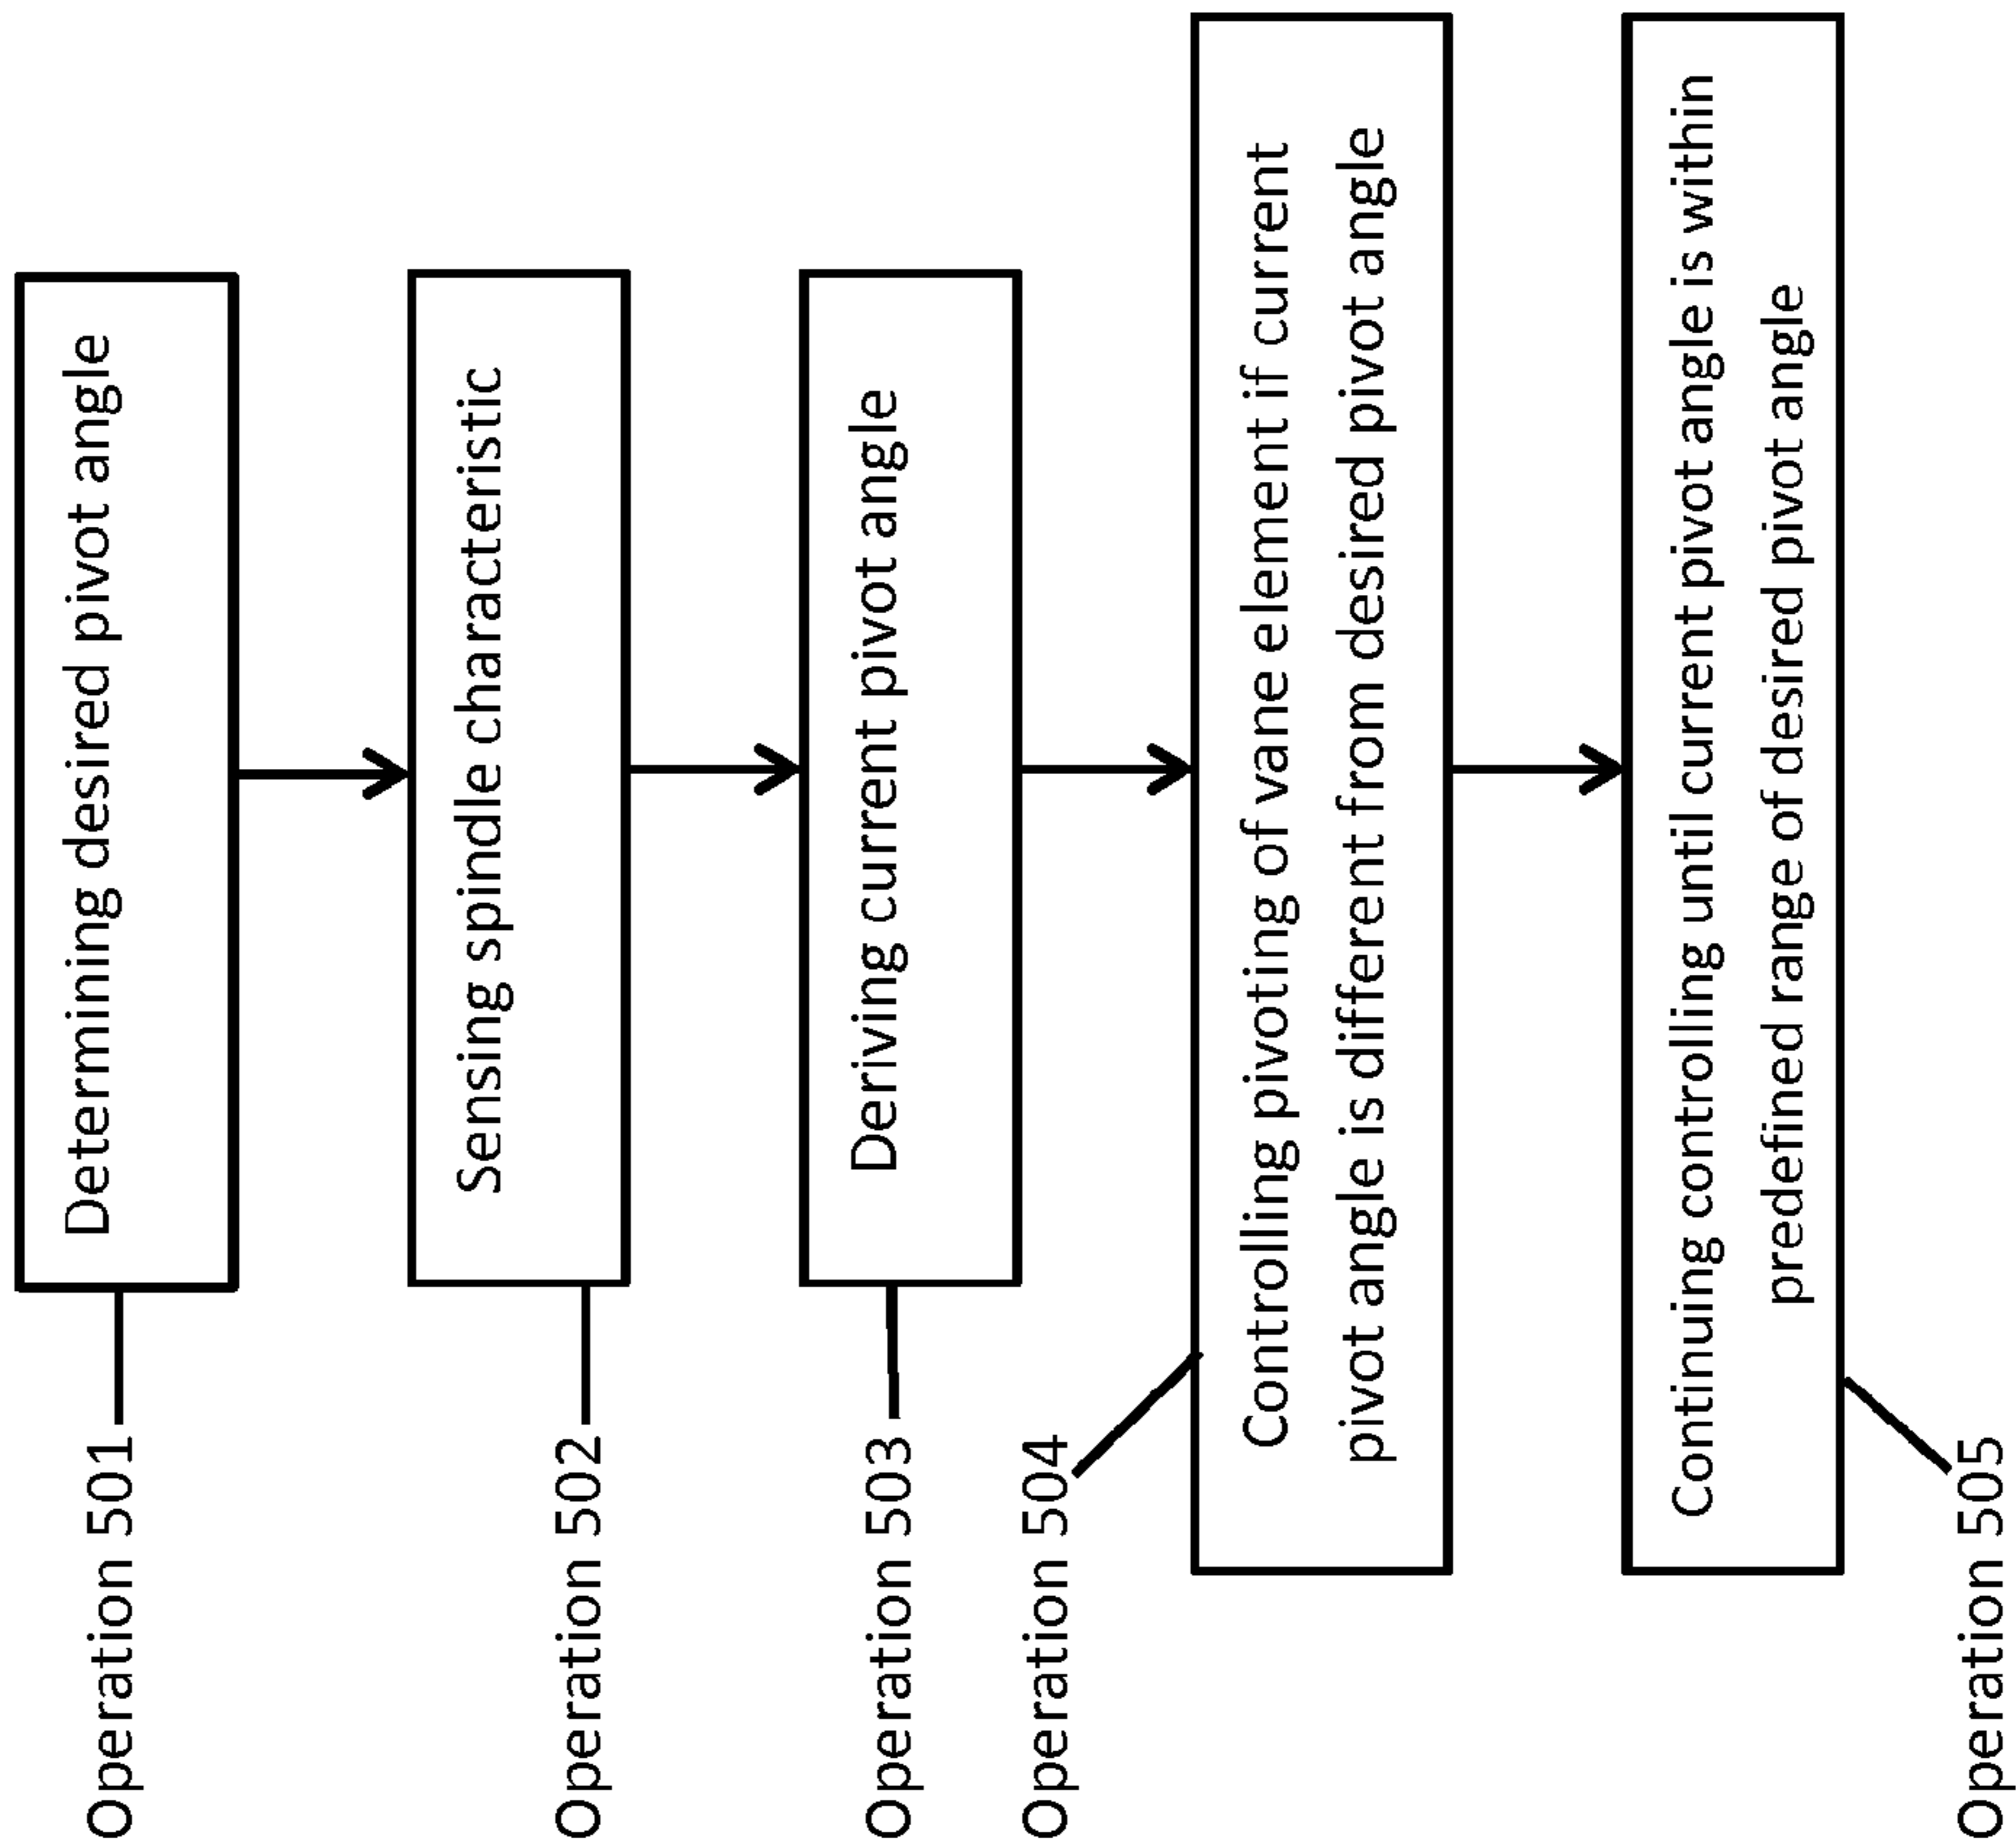 Operation 501
Determining desired pivot angle
Operation 502
Sensing spindle characteristic
Operation 503
Deriving current pivot angle
Operation 504
Controlling pivoting of vane element if current
pivot angle is different from desired pivot angle
Operation 505
Continuing controlling until current pivot angle is within
predefined range of desired pivot angle